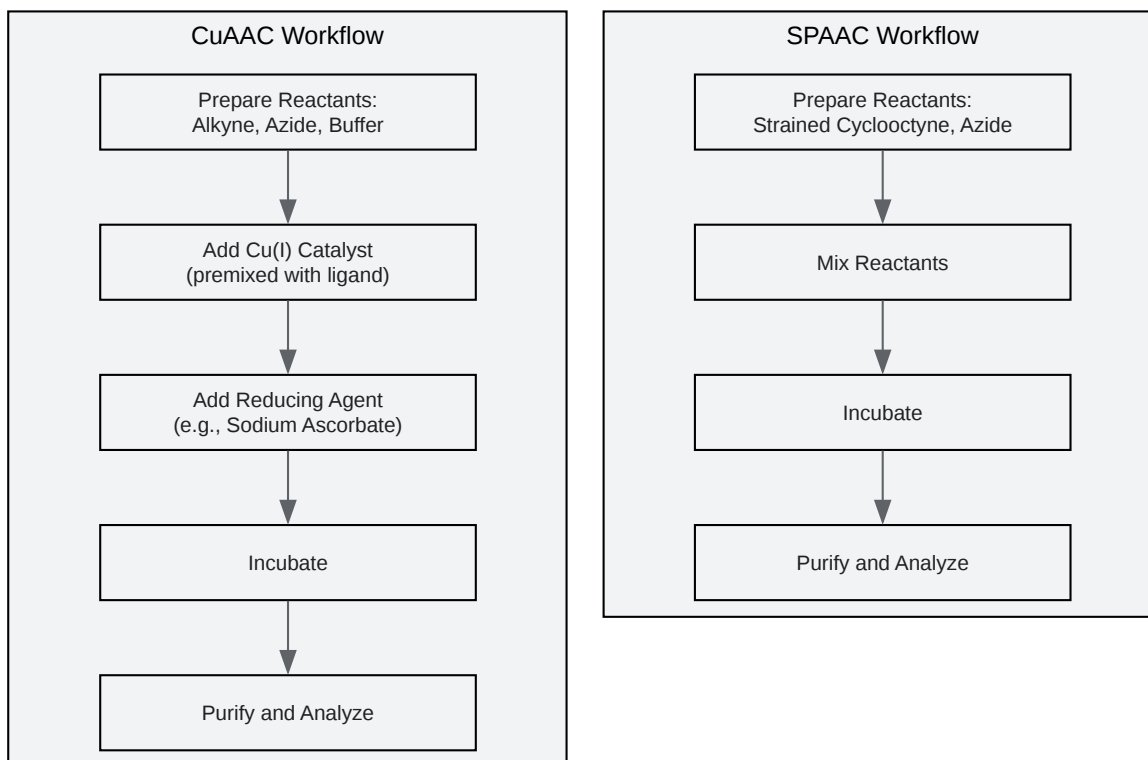 CuAAC Workflow
Prepare Reactants:
Alkyne, Azide, Buffer
Add Cu(I) Catalyst
(premixed with ligand)
Add Reducing Agent
(e.g., Sodium Ascorbate)
Incubate
Purify and Analyze
SPAAC Workflow
Prepare Reactants:
Strained Cyclooctyne, Azide
Mix Reactants
Incubate
Purify and Analyze